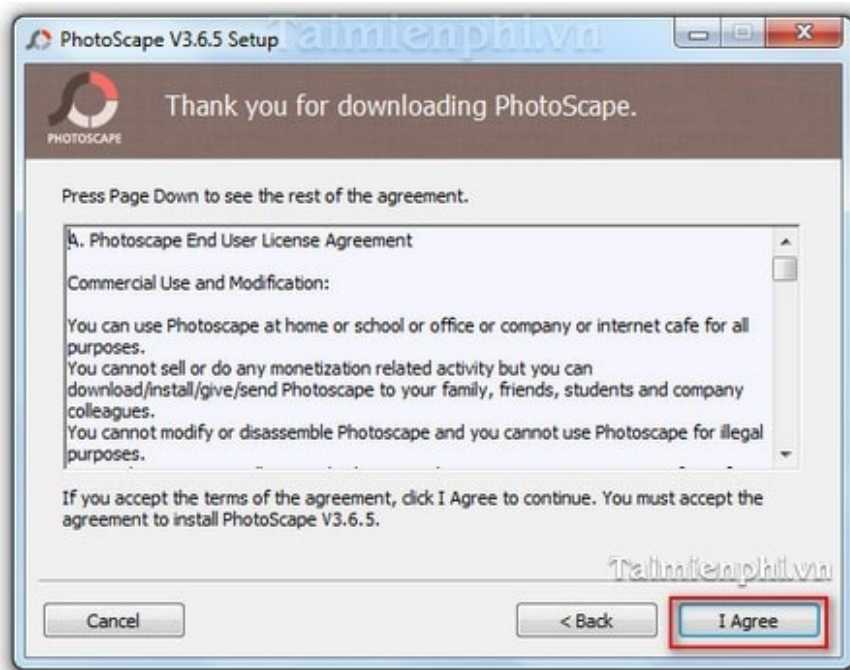 PhotoScape V3.6.5 Setup
Taimienphi.vn
PHOTOSCAPE
Thank you for downloading PhotoScape.
Press Page Down to see the rest of the agreement.
A. Photoscape End User License Agreement
Commercial Use and Modification:
You can use Photoscape at home or school or office or company or internet cafe for all
purposes.
You cannot sell or do any monetization related activity but you can
download/install/give/send Photoscape to your family, friends, students and company
colleagues.
You cannot modify or disassemble Photoscape and you cannot use Photoscape for illegal
purposes.
If you accept the terms of the agreement, click I Agree to continue. You must accept the
agreement to install PhotoScape V3.6.5.
Taimienphi.vn
Cancel
< Back
I Agree